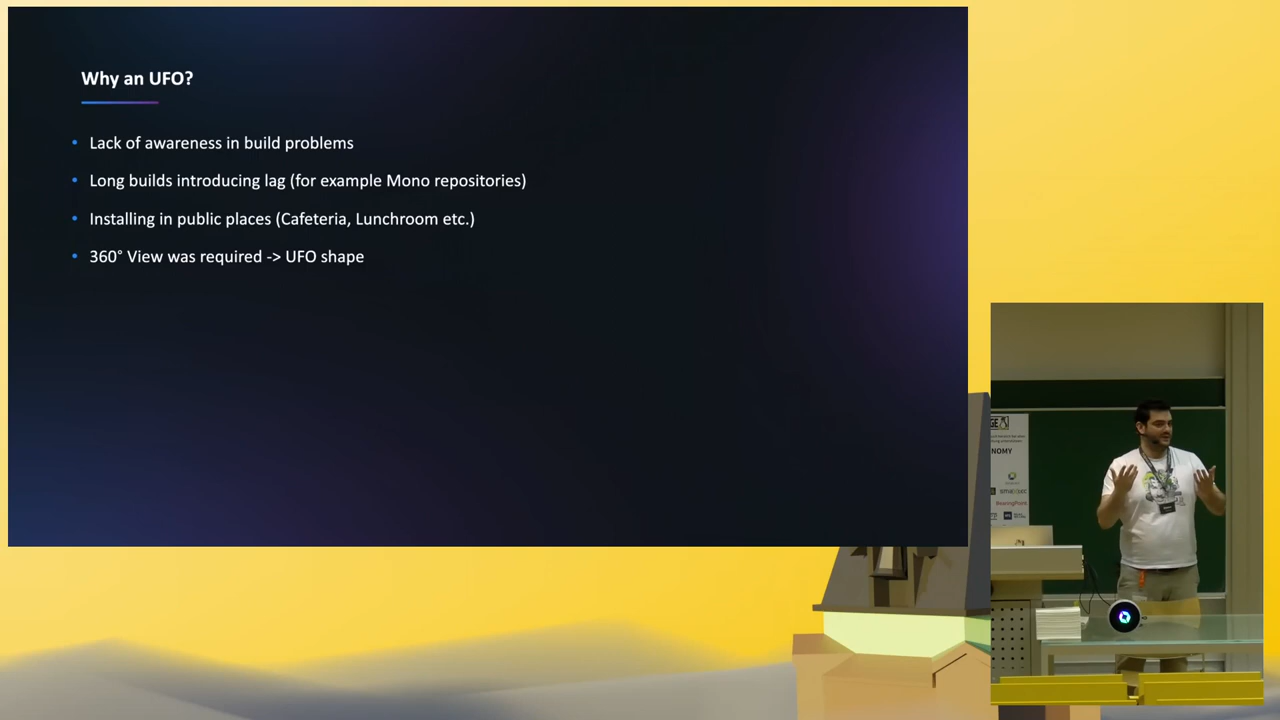 Why an UFO?
• Lack of awareness in build problems
• Long builds introducing lag (for example Mono repositories)
• Installing in public places (Cafeteria, Lunchroom etc.)
• 360° View was required -> UFO shape
NOMY
BearingPoint